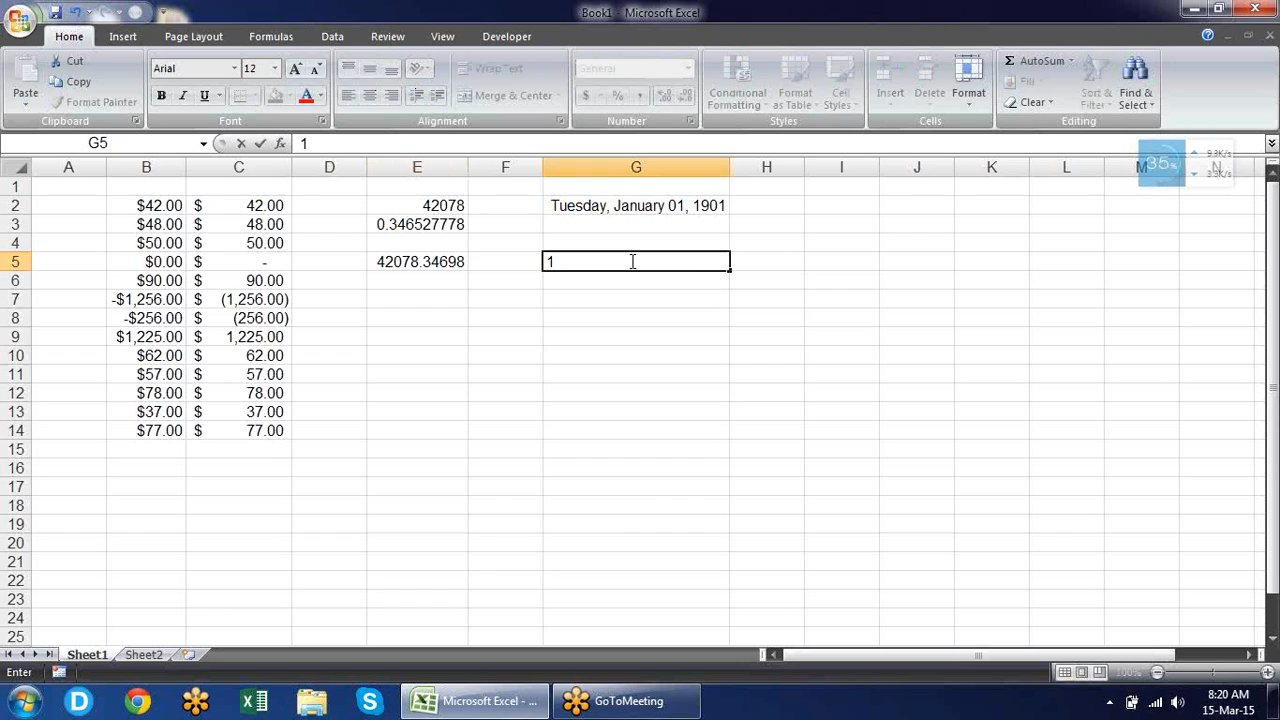 Book1 - Microsoft Excel
Home Insert Page Layout Formulas Data Review View Developer
Paste Cut Copy Format Painter Clipboard
Arial 12 A A B I U A Font
Wrap Text Merge & Center Alignment
General $ % , Number
Conditional Formatting Format as Table Cell Styles Styles
Insert Delete Format Cells
Σ AutoSum Fill Clear Sort & Filter Find & Select Editing
G5 fx 1
35% 9.3K/s
3.3K/s
A B C D E F G H I J K L M N
1
2 $42.00 $ 42.00 42078 Tuesday, January 01, 1901
3 $48.00 $ 48.00 0.346527778
4 $50.00 $ 50.00
5 $0.00 $ - 42078.34698 1
6 $90.00 $ 90.00
7 -$1,256.00 $ (1,256.00)
8 -$256.00 $ (256.00)
9 $1,225.00 $ 1,225.00
10 $62.00 $ 62.00
11 $57.00 $ 57.00
12 $78.00 $ 78.00
13 $37.00 $ 37.00
14 $77.00 $ 77.00
15
16
17
18
19
20
21
22
23
24
25
Sheet1 Sheet2
Enter 100%
D S Microsoft Excel - ... GoToMeeting 8:20 AM
15-Mar-15